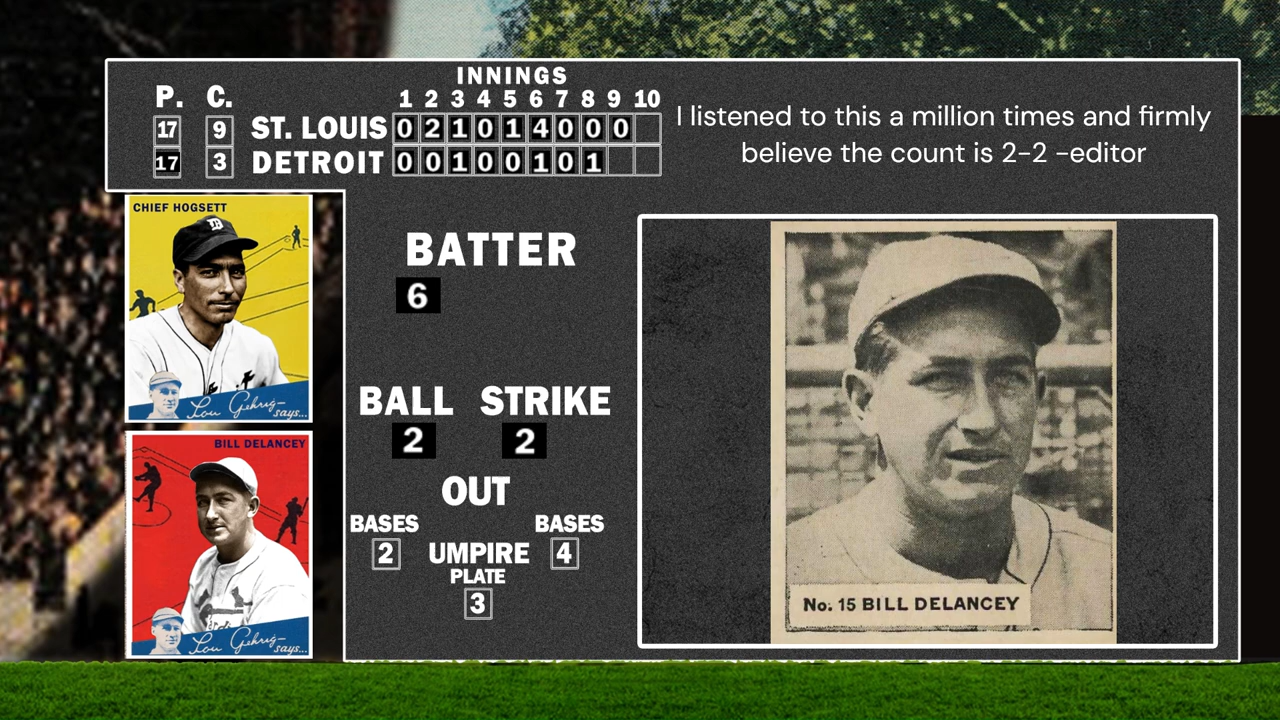 INNINGS
P. C. 1 2 3 4 5 6 7 8 9 10
17 9 ST. LOUIS 0 2 1 0 1 4 0 0 0
17 3 DETROIT 0 0 1 0 0 1 0 1
I listened to this a million times and firmly
believe the count is 2-2 -editor
CHIEF HOGSETT
B
Lou Gehrig-
says...
BILL DELANCEY
Lou Gehrig-
says...
BATTER
6
BALL STRIKE
2 2
OUT
BASES BASES
2 UMPIRE 4
PLATE
3
No. 15 BILL DELANCEY